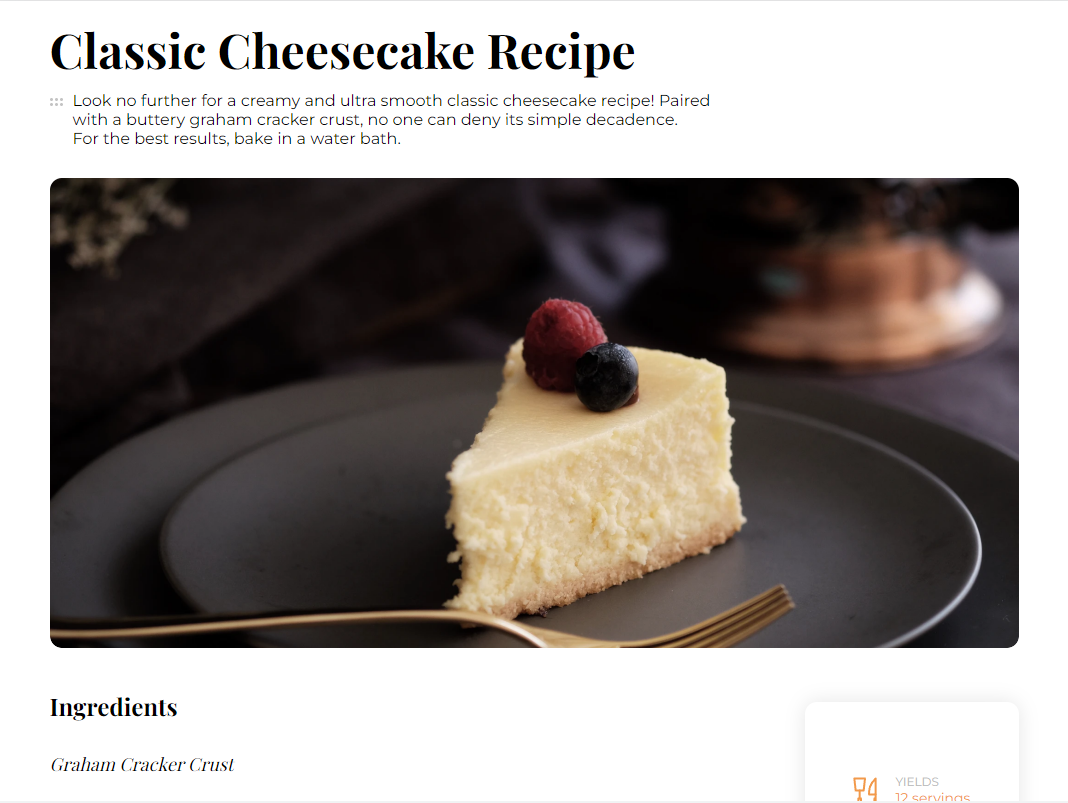 Classic Cheesecake Recipe
Look no further for a creamy and ultra smooth classic cheesecake recipe! Paired
with a buttery graham cracker crust, no one can deny its simple decadence.
For the best results, bake in a water bath.
Ingredients
Graham Cracker Crust
YIELDS
12 servings